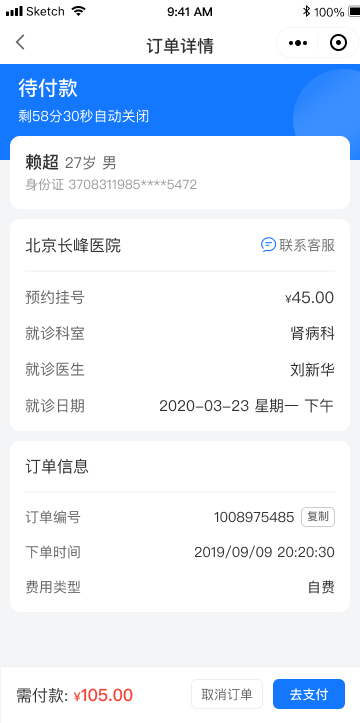 Sketch 9:41 AM 100%
订单详情
待付款
剩58分30秒自动关闭
赖超 27岁 男
身份证 3708311985****5472
北京长峰医院 联系客服
预约挂号 ¥45.00
就诊科室 肾病科
就诊医生 刘新华
就诊日期 2020-03-23 星期一 下午
订单信息
订单编号 1008975485 复制
下单时间 2019/09/09 20:20:30
费用类型 自费
需付款: ¥105.00 取消订单 去支付